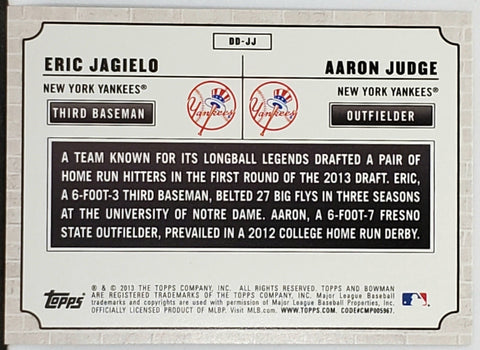 DD-JJ
ERIC JAGIELO
AARON JUDGE
NEW YORK YANKEES®
NEW YORK YANKEES®
THIRD BASEMAN
OUTFIELDER
Yankees
Yankees
A TEAM KNOWN FOR ITS LONGBALL LEGENDS DRAFTED A PAIR OF
HOME RUN HITTERS IN THE FIRST ROUND OF THE 2013 DRAFT. ERIC,
A 6-FOOT-3 THIRD BASEMAN, BELTED 27 BIG FLYS IN THREE SEASONS
AT THE UNIVERSITY OF NOTRE DAME. AARON, A 6-FOOT-7 FRESNO
STATE OUTFIELDER, PREVAILED IN A 2012 COLLEGE HOME RUN DERBY.
® & © 2013 THE TOPPS COMPANY, INC. ALL RIGHTS RESERVED. TOPPS AND BOWMAN
ARE REGISTERED TRADEMARKS OF THE TOPPS COMPANY, INC. Major League Baseball
trademarks and copyrights are used with permission of Major League Baseball Properties, Inc.
OFFICIALLY LICENSED PRODUCT OF MLBP. Visit MLB.com. WWW.TOPPS.COM. CODE#CMP005967.
Topps